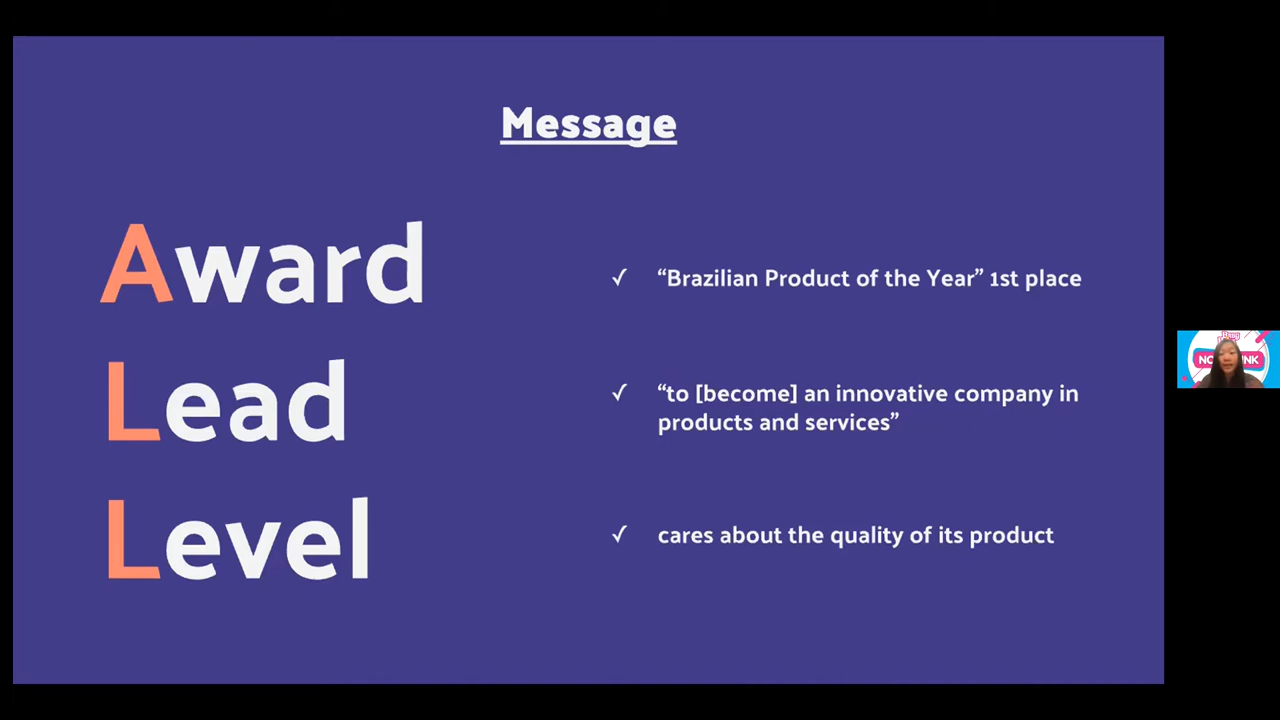 Message
Award
“Brazilian Product of the Year” 1st place
Lead
“to [become] an innovative company in
products and services”
Level
cares about the quality of its product